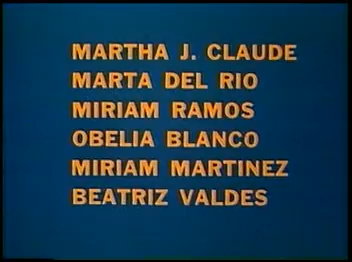 MARTHA J. CLAUDE
MARTA DEL RIO
MIRIAM RAMOS
OBELIA BLANCO
MIRIAM MARTINEZ
BEATRIZ VALDES